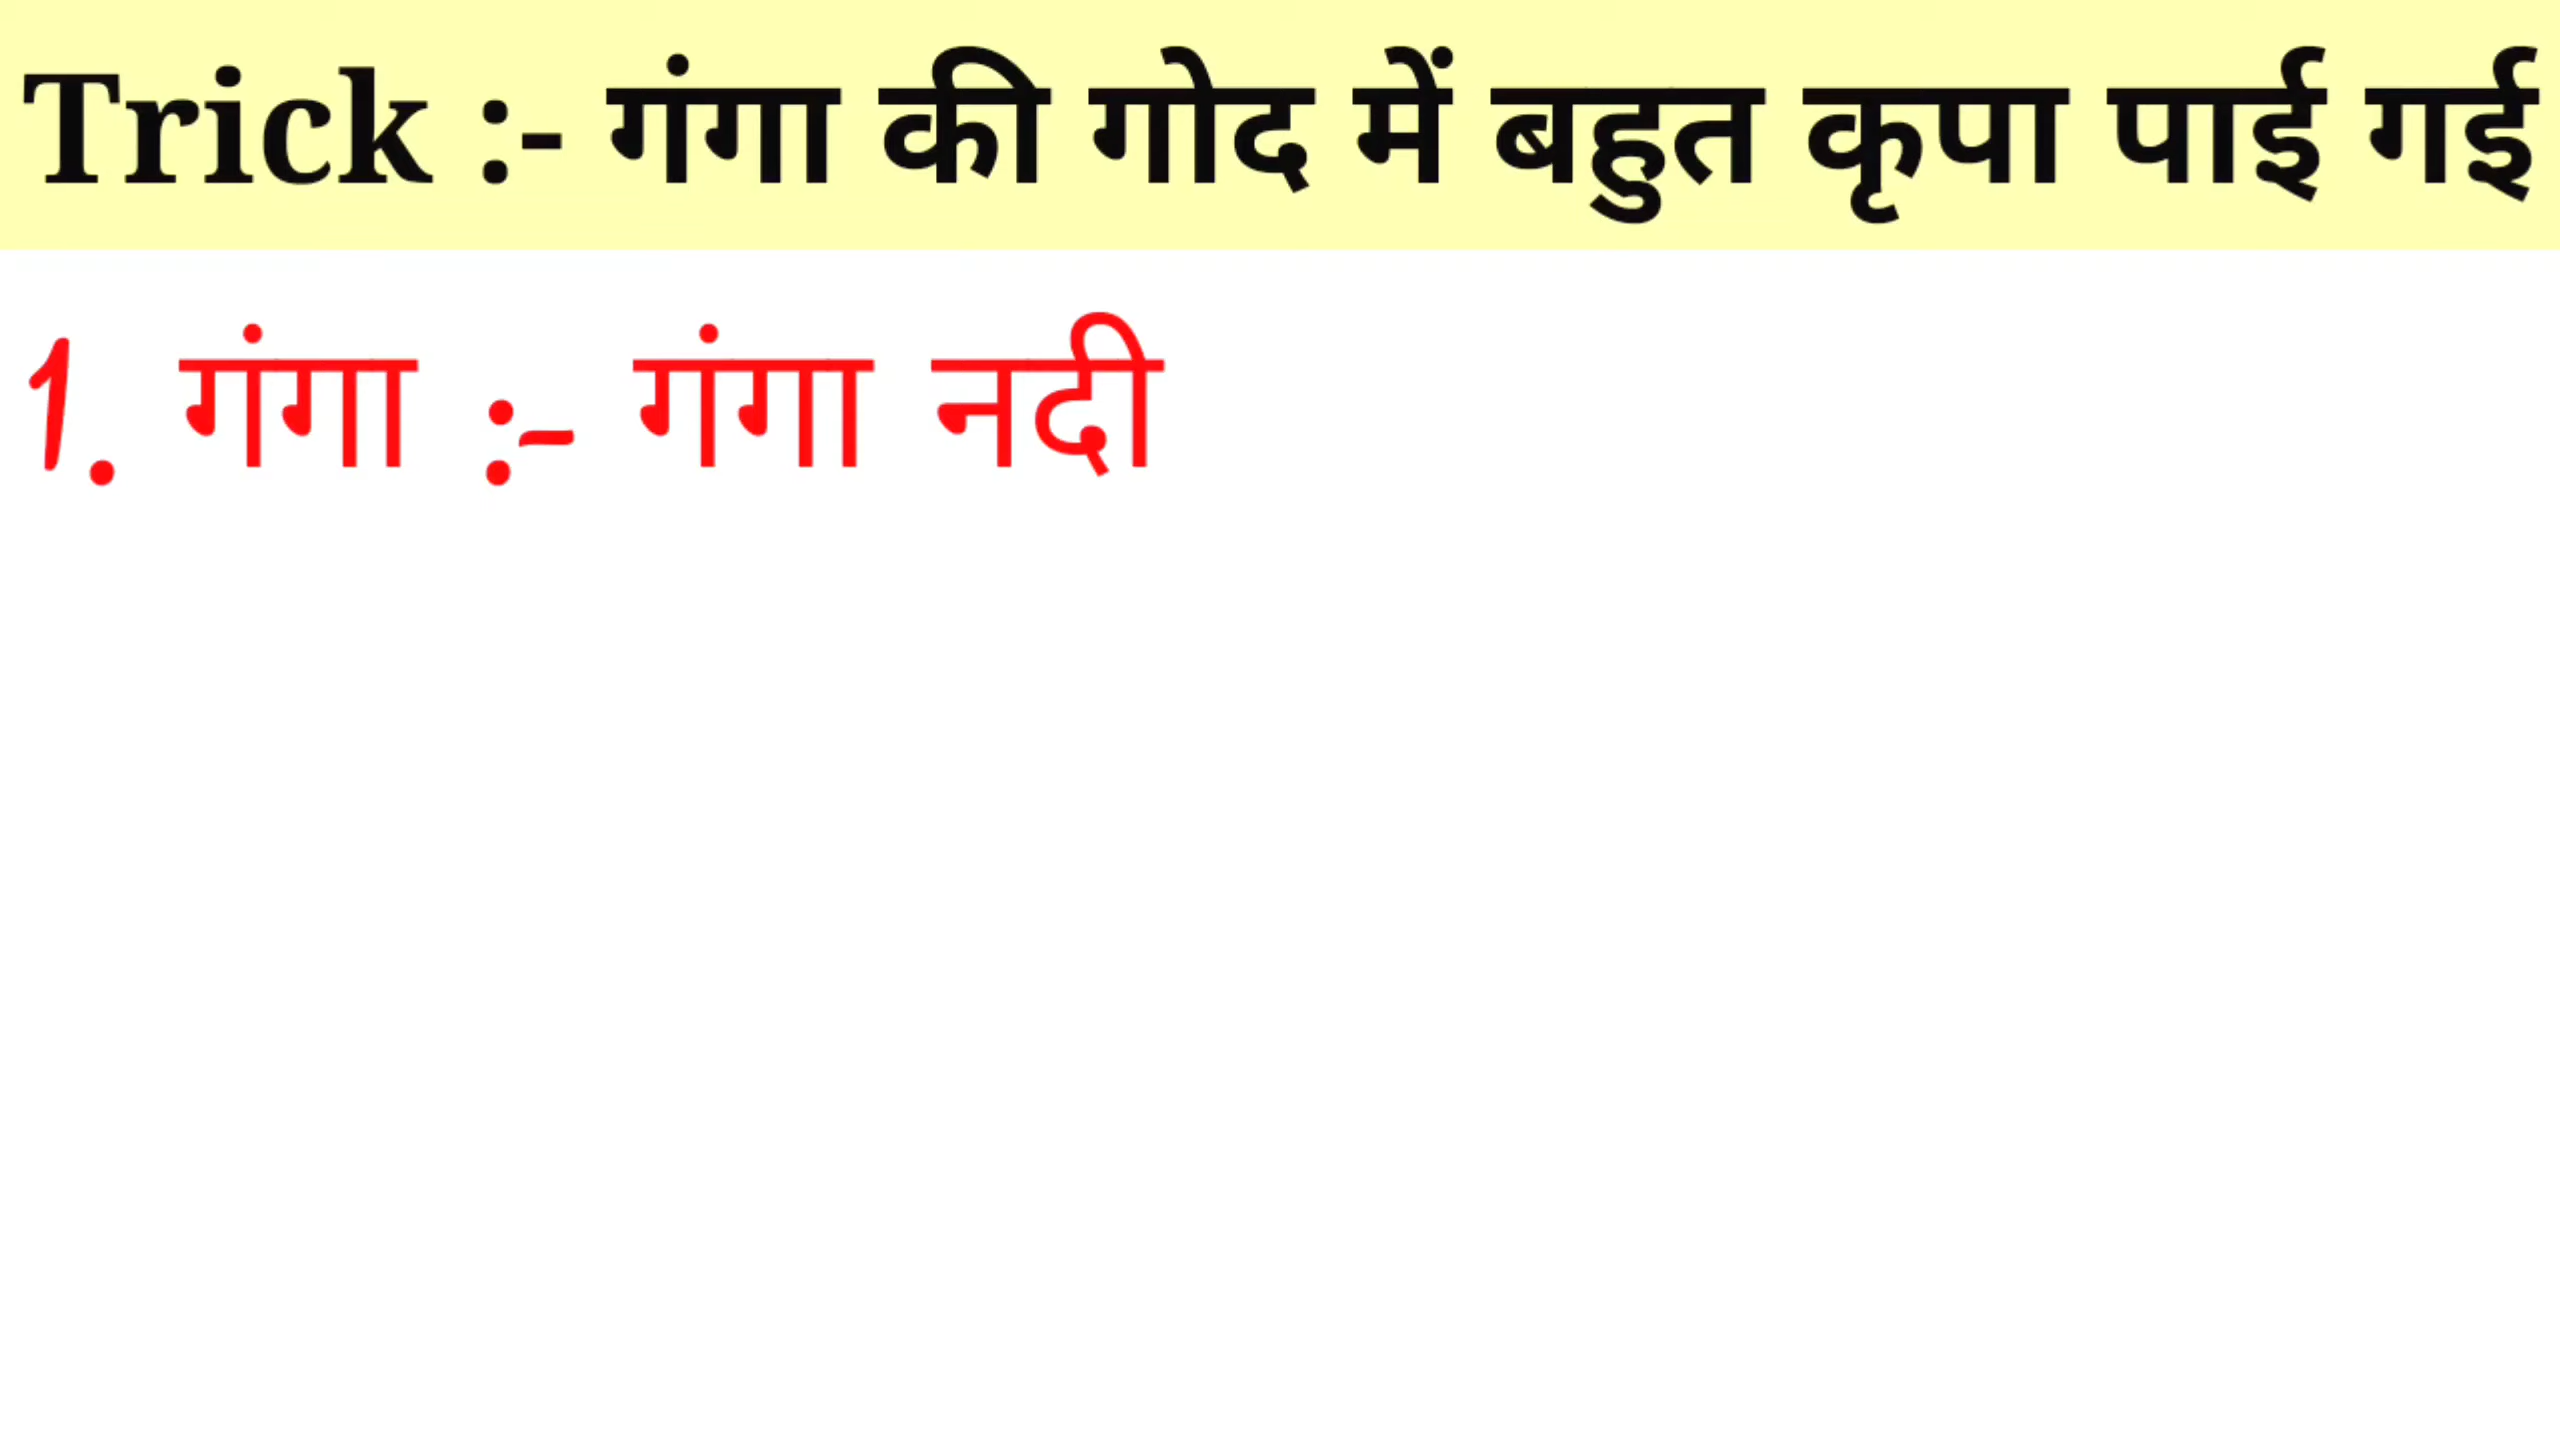 Trick :- गंगा की गोद में बहुत कृपा पाई गई
1. गंगा :- गंगा नदी